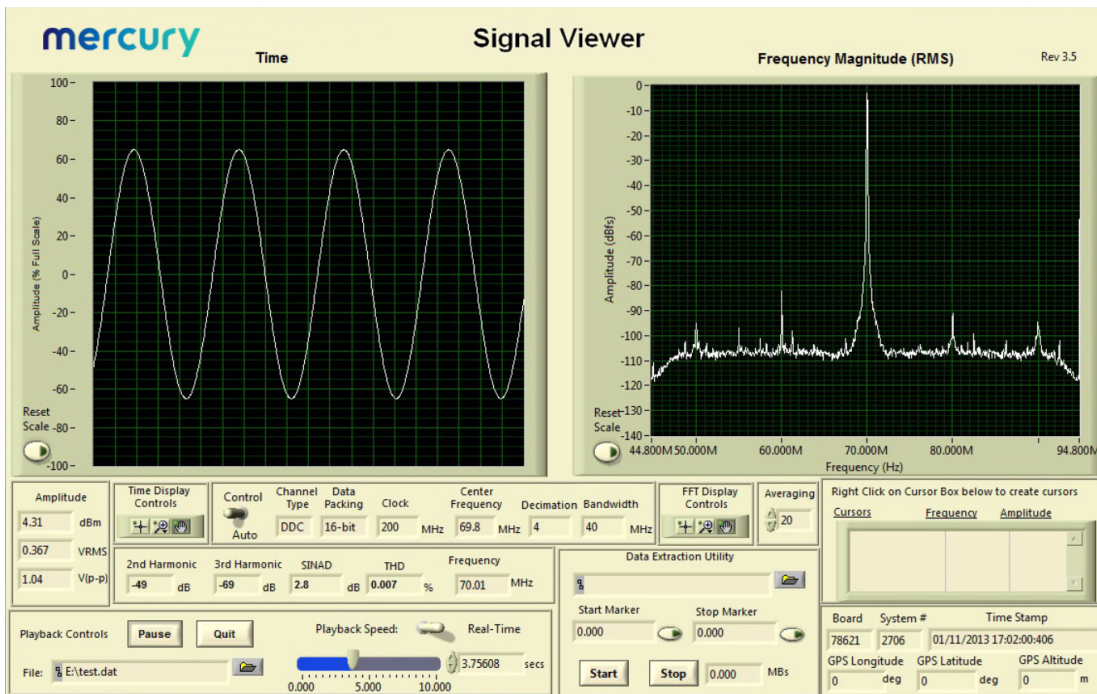 mercury
Signal Viewer
Time
Frequency Magnitude (RMS)
Rev 3.5
Amplitude (% Full Scale)
100
80
60
40
20
0
-20
-40
-60
-80
-100
Reset
Scale
Amplitude (dBfs)
0
-10
-20
-30
-40
-50
-60
-70
-80
-90
-100
-110
-120
-130
-140
Reset
Scale
44.800M 50.000M 60.000M 70.000M 80.000M 94.800M
Frequency (Hz)
Amplitude
4.31 dBm
0.367 VRMS
1.04 V(p-p)
Time Display
Controls
Control
Auto
Channel
Type
DDC
Data
Packing
16-bit
Clock
200 MHz
Center
Frequency
69.8 MHz
Decimation
4
Bandwidth
40 MHz
FFT Display
Controls
Averaging
20
2nd Harmonic
-49 dB
3rd Harmonic
-69 dB
SINAD
2.8 dB
THD
0.007 %
Frequency
70.01 MHz
Right Click on Cursor Box below to create cursors
Cursors Frequency Amplitude
Data Extraction Utility
Start Marker
0.000
Stop Marker
0.000
Start
Stop
0.000 MBs
Playback Controls
Pause
Quit
Playback Speed:
Real-Time
File: E:\test.dat
0.000 5.000 10.000
3.75608 secs
Board System # Time Stamp
78621 2706 01/11/2013 17:02:00:406
GPS Longitude GPS Latitude GPS Altitude
0 deg 0 deg 0 m